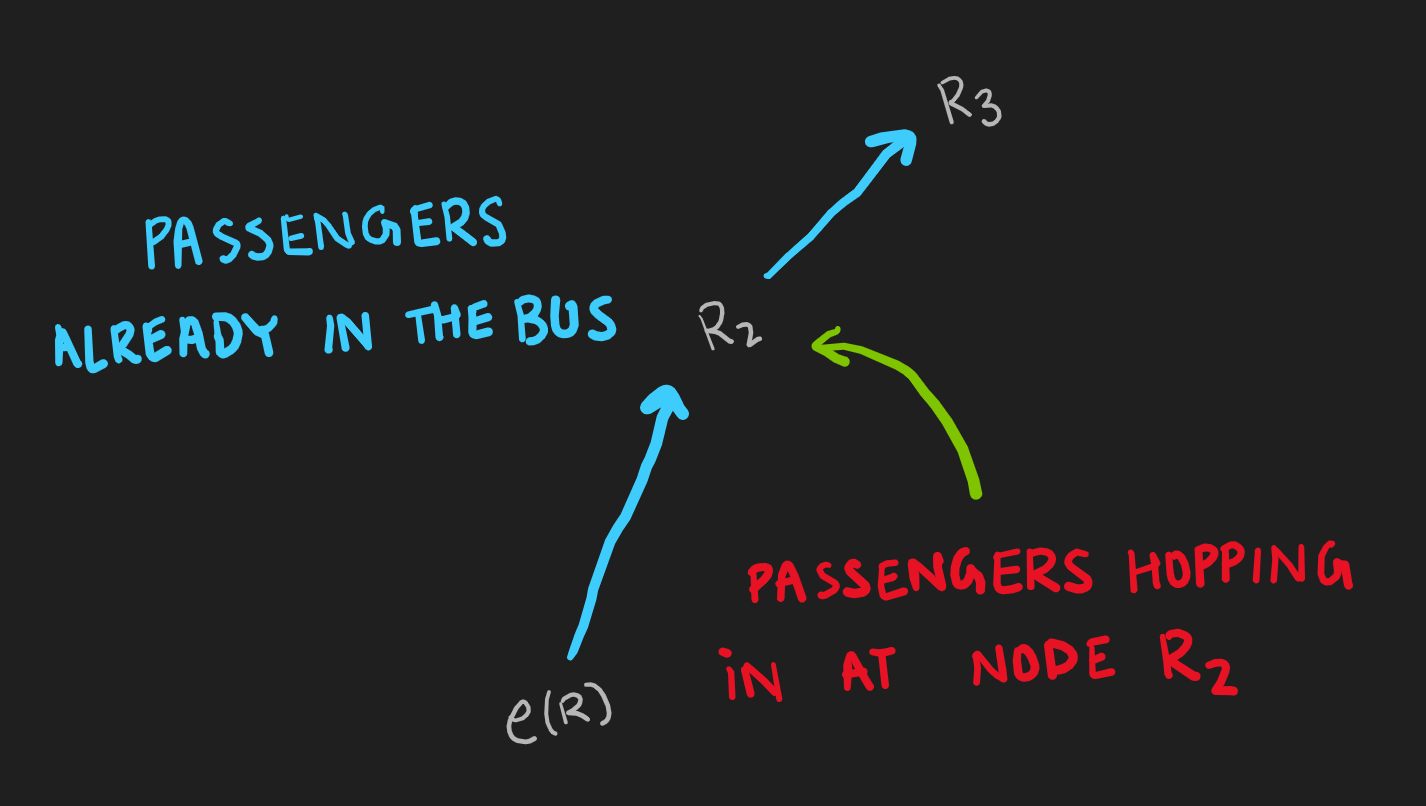 R3
PASSENGERS
ALREADY IN THE BUS
R2
PASSENGERS HOPPING
iN AT NODE R2
e(R)